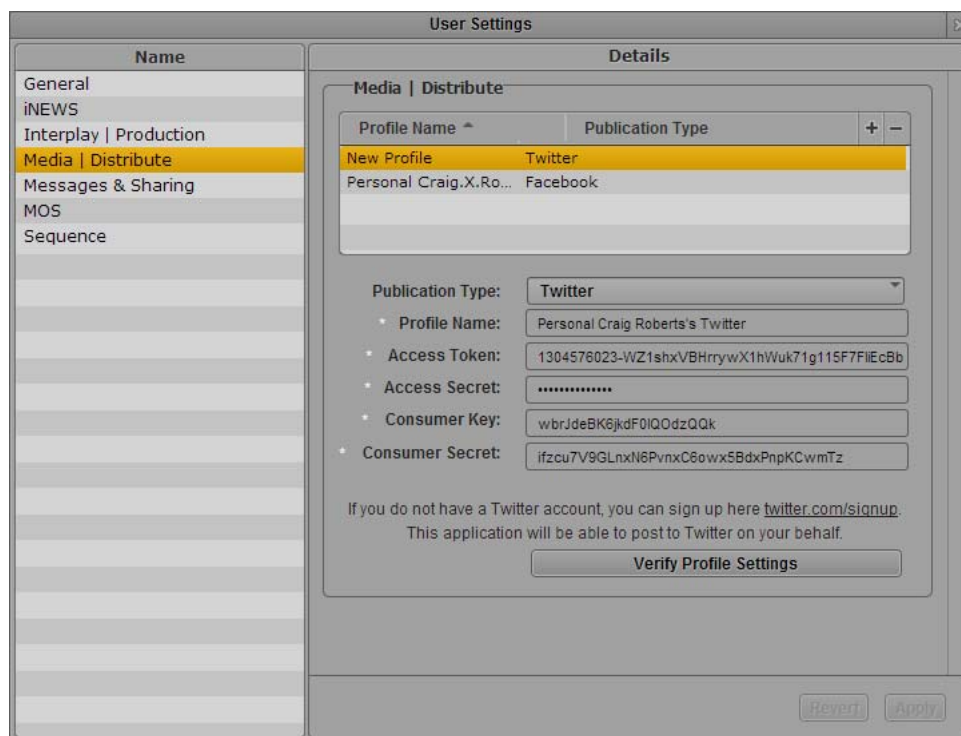 User Settings
Name
General
iNEWS
Interplay | Production
Media | Distribute
Messages & Sharing
MOS
Sequence
Details
Media | Distribute
Profile Name
Publication Type
+ −
New Profile Twitter
Personal Craig.X.Ro... Facebook
Publication Type: Twitter
* Profile Name: Personal Craig Roberts's Twitter
* Access Token: 1304576023-WZ1shxVBHrrywX1hWuk71g115F7FliEcBb
* Access Secret: ••••••••••••••
* Consumer Key: wbrJdeBK6jkdF0lQOdzQQk
* Consumer Secret: ifzcu7V9GLnxN6PvnxC6owx5BdxPnpKCwmTz
If you do not have a Twitter account, you can sign up here twitter.com/signup.
This application will be able to post to Twitter on your behalf.
Verify Profile Settings
Revert Apply